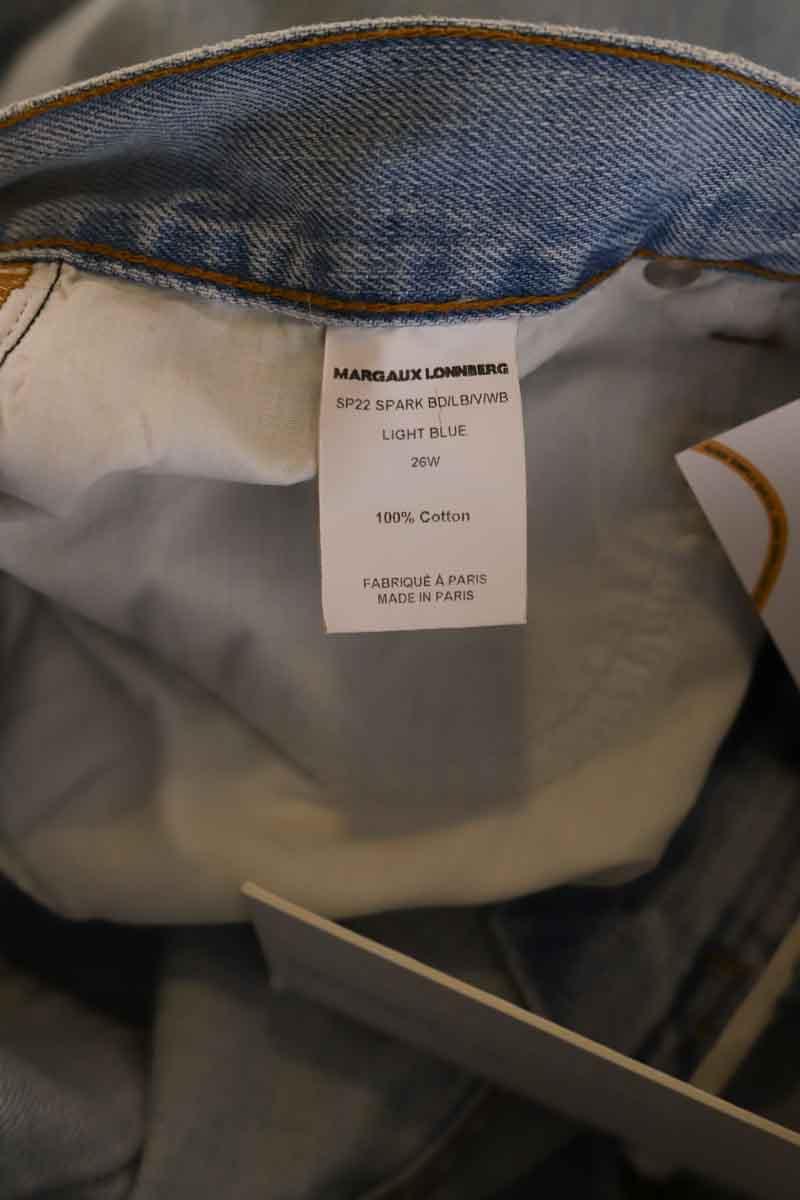 MARGAUX LONNBERG
SP22 SPARK BD/LB/V/WB
LIGHT BLUE
26W
100% Cotton
FABRIQUÉ À PARIS
MADE IN PARIS